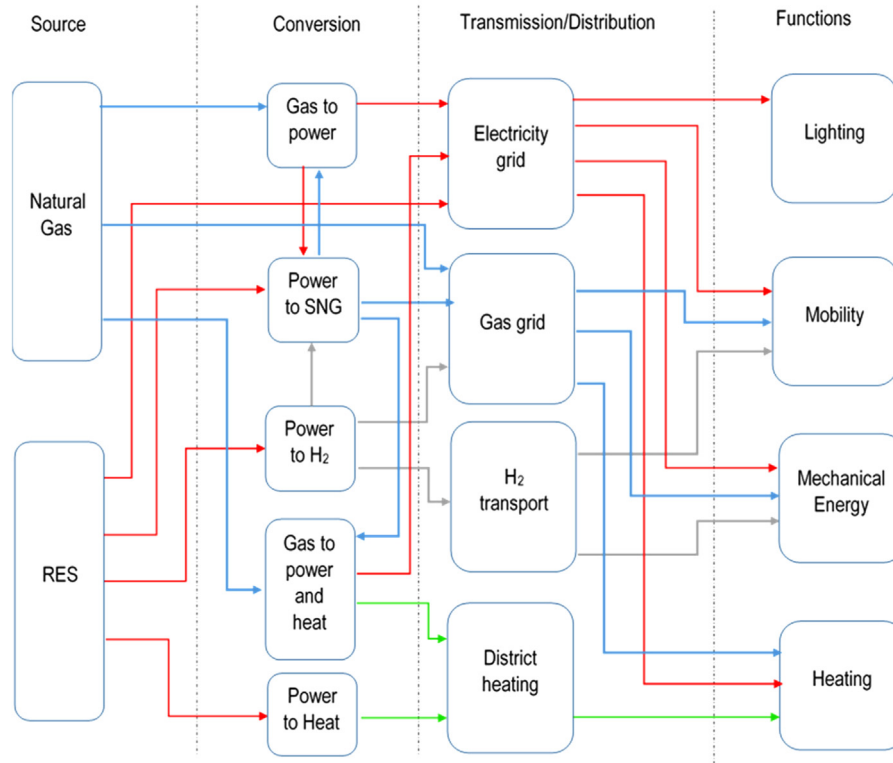 Source
Conversion
Transmission/Distribution
Functions
Natural
Gas
RES
Gas to
power
Power
to SNG
Power
to H₂
Gas to
power
and
heat
Power
to Heat
Electricity
grid
Gas grid
H₂
transport
District
heating
Lighting
Mobility
Mechanical
Energy
Heating